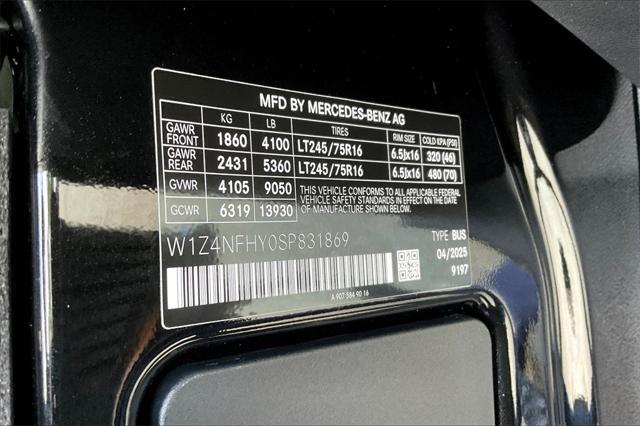 MFD BY MERCEDES-BENZ AG
KG LB TIRES RIM SIZE COLD KPA (PSI)
GAWR FRONT 1860 4100 LT245/75R16 6.5Jx16 320 (46)
GAWR REAR 2431 5360 LT245/75R16 6.5Jx16 480 (70)
GVWR 4105 9050
GCWR 6319 13930
THIS VEHICLE CONFORMS TO ALL APPLICABLE FEDERAL
VEHICLE SAFETY STANDARDS IN EFFECT ON THE DATE
OF MANUFACTURE SHOWN ABOVE
W1Z4NFHY0SP831869
TYPE BUS
04/2025
9197
A 907 584 90 16